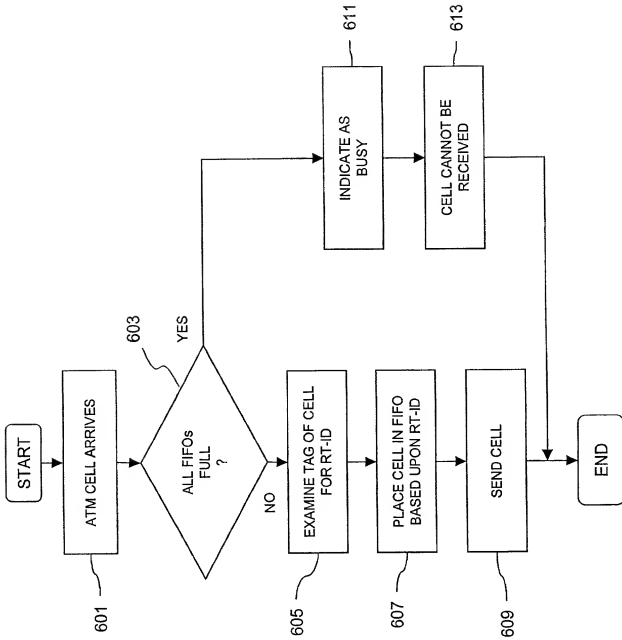 START
ATM CELL ARRIVES
601
603
ALL FIFOs
FULL
?
YES
NO
EXAMINE TAG OF CELL
FOR RT-ID
605
PLACE CELL IN FIFO
BASED UPON RT-ID
607
SEND CELL
609
INDICATE AS
BUSY
611
CELL CANNOT BE
RECEIVED
613
END